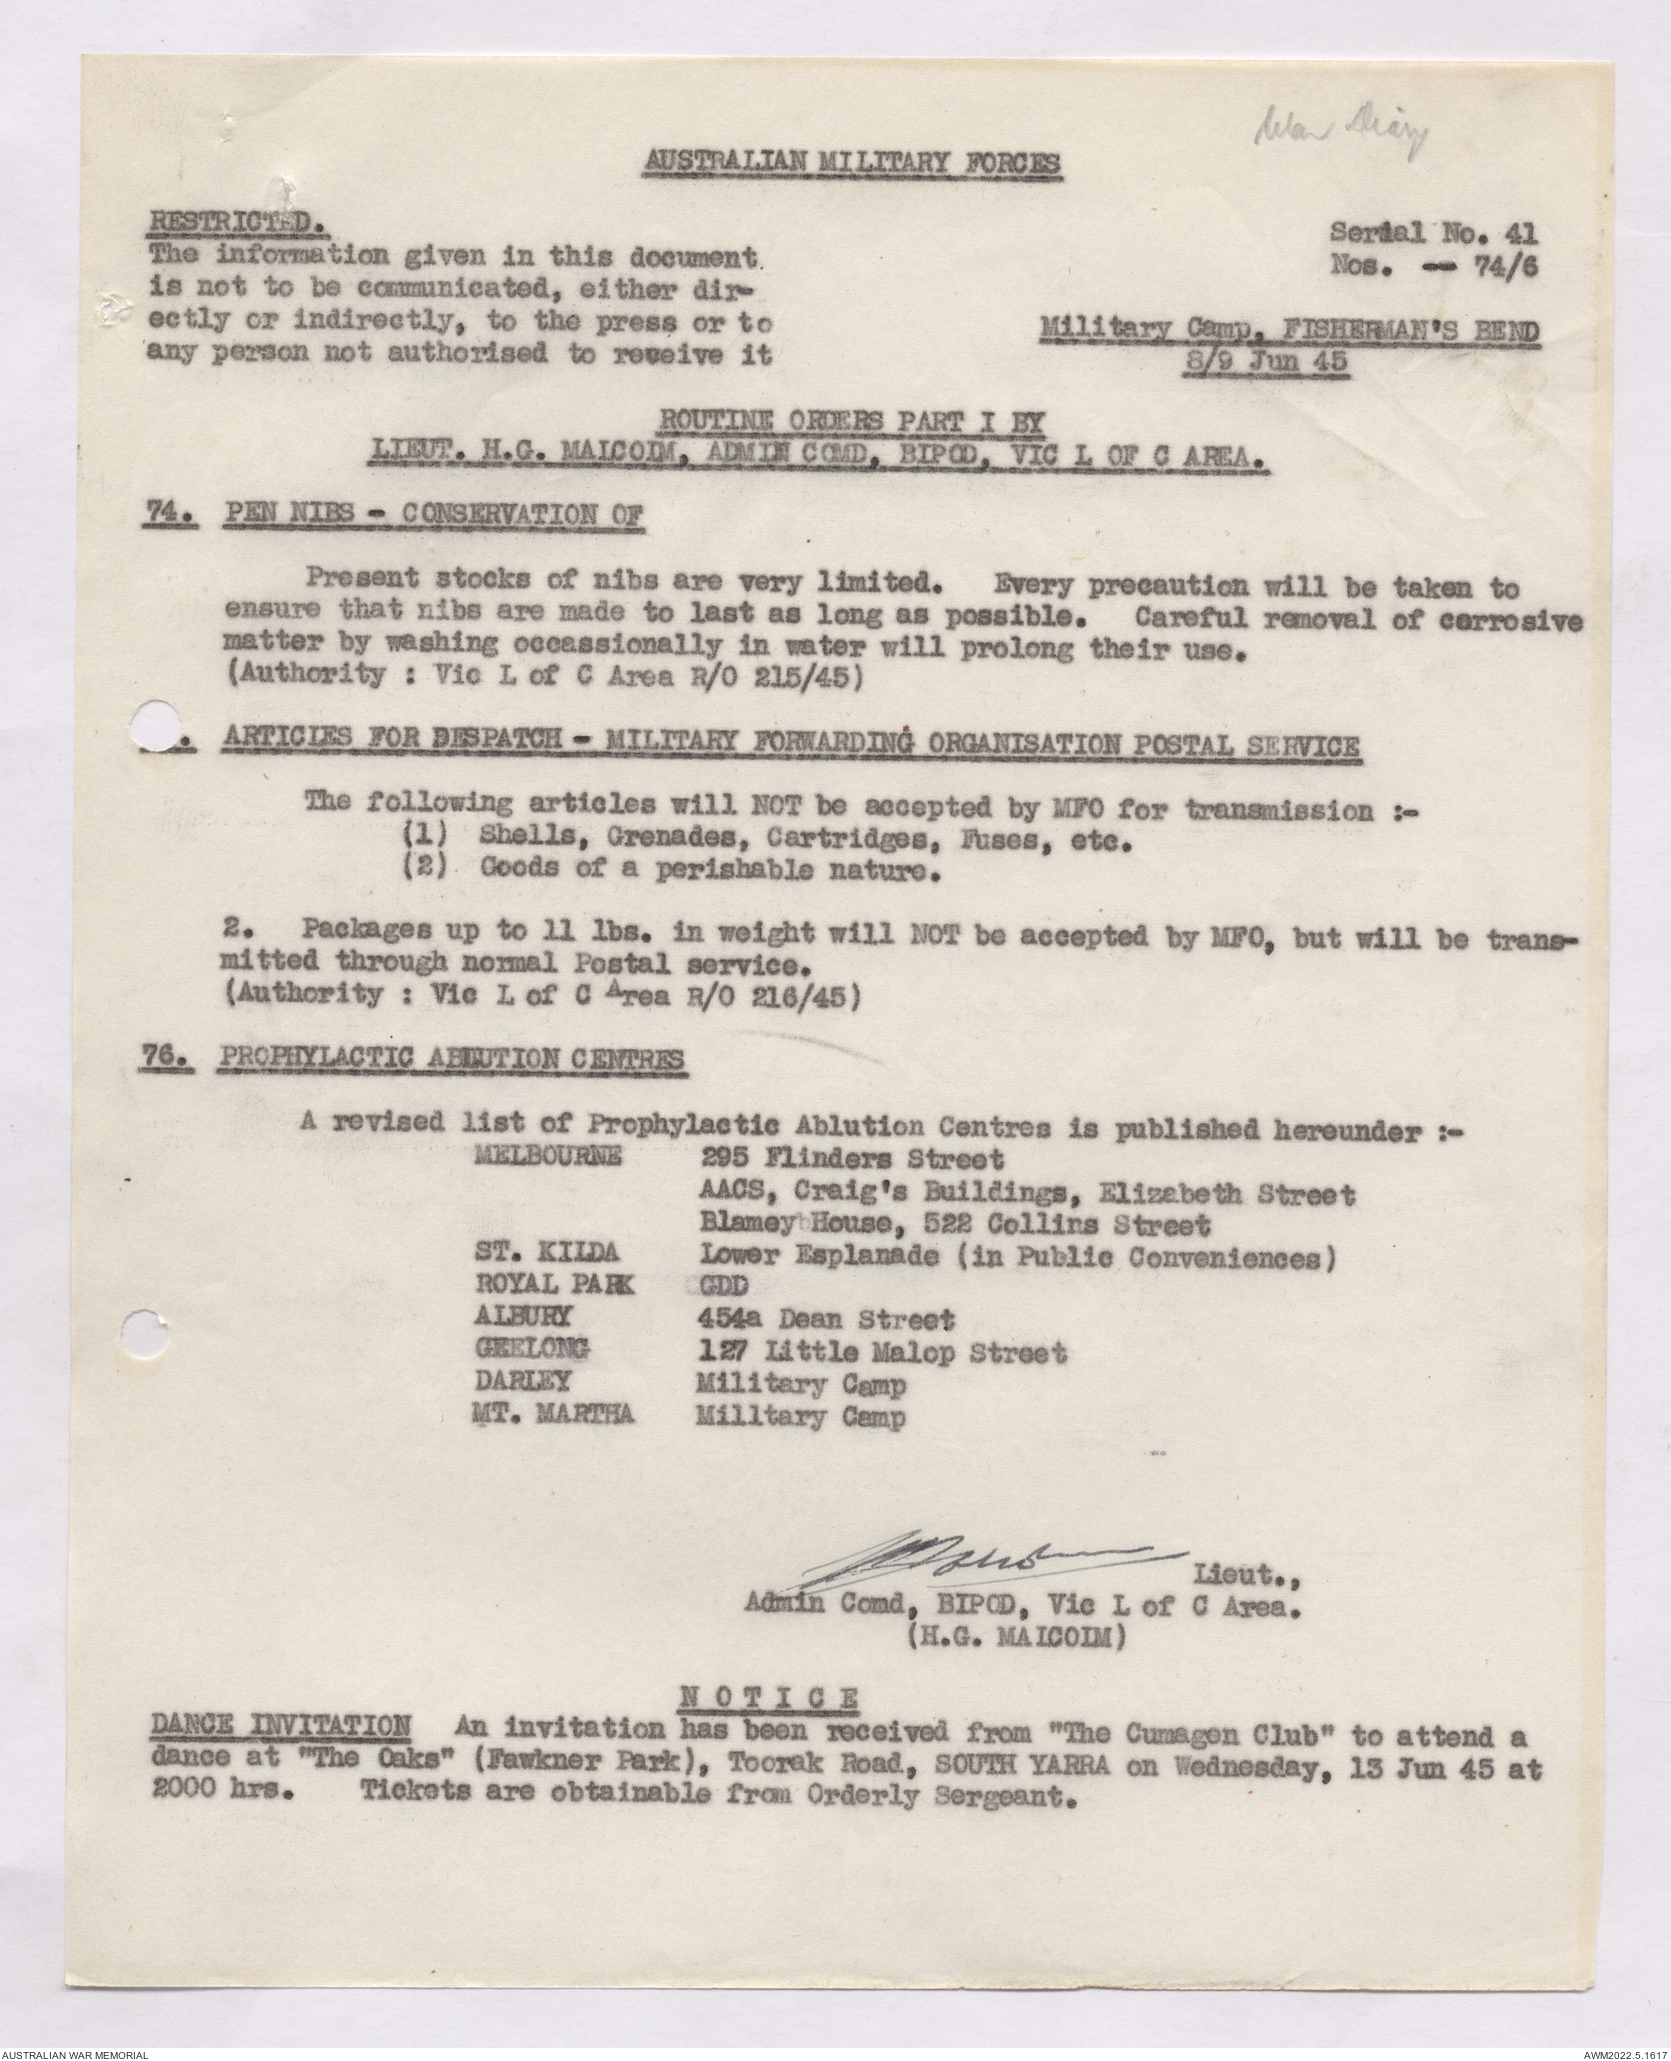 War Diary
AUSTRALIAN MILITARY FORCES
RESTRICTED.
The information given in this document
is not to be communicated, either dir-
ectly or indirectly, to the press or to
any person not authorised to reveive it
Serial No. 41
Nos. -- 74/6
Military Camp, FISHERMAN'S BEND
8/9 Jun 45
ROUTINE ORDERS PART I BY
LIEUT. H.G. MALCOLM, ADMIN COMD, BIPOD, VIC L OF C AREA.
74. PEN NIBS - CONSERVATION OF
Present stocks of nibs are very limited. Every precaution will be taken to
ensure that nibs are made to last as long as possible. Careful removal of corrosive
matter by washing occassionally in water will prolong their use.
(Authority : Vic L of C Area R/O 215/45)
. ARTICLES FOR DESPATCH - MILITARY FORWARDING ORGANISATION POSTAL SERVICE
The following articles will NOT be accepted by MFO for transmission :-
(1) Shells, Grenades, Cartridges, Fuses, etc.
(2) Goods of a perishable nature.
2. Packages up to 11 lbs. in weight will NOT be accepted by MFO, but will be trans-
mitted through normal Postal service.
(Authority : Vic L of C Area R/O 216/45)
76. PROPHYLACTIC ABLUTION CENTRES
A revised list of Prophylactic Ablution Centres is published hereunder :-
MELBOURNE 295 Flinders Street
AACS, Craig's Buildings, Elizabeth Street
Blamey House, 522 Collins Street
ST. KILDA Lower Esplanade (in Public Conveniences)
ROYAL PARK GDD
ALBURY 454a Dean Street
GEELONG 127 Little Malop Street
DARLEY Military Camp
MT. MARTHA Milltary Camp
Lieut.,
Admin Comd, BIPOD, Vic L of C Area.
(H.G. MALCOLM)
N O T I C E
DANCE INVITATION An invitation has been received from "The Cumagen Club" to attend a
dance at "The Oaks" (Fawkner Park), Toorak Road, SOUTH YARRA on Wednesday, 13 Jun 45 at
2000 hrs. Tickets are obtainable from Orderly Sergeant.
AUSTRALIAN WAR MEMORIAL
AWM2022.5.1617